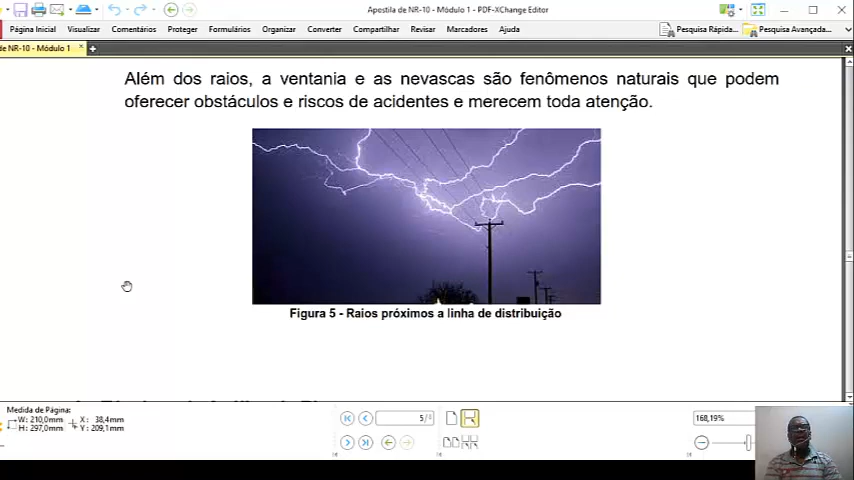 Apostila de NR-10 - Módulo 1 - PDF-XChange Editor
Página Inicial Visualizar Comentários Proteger Formulários Organizar Converter Compartilhar Revisar Marcadores Ajuda Pesquisa Rápida Pesquisa Avançada...
de NR-10 - Módulo 1
Além dos raios, a ventania e as nevascas são fenômenos naturais que podem
oferecer obstáculos e riscos de acidentes e merecem toda atenção.
Figura 5 - Raios próximos a linha de distribuição
Medida de Página:
W: 210,0mm X: 38,4mm
H: 297,0mm Y: 209,1mm
5/
168,19%